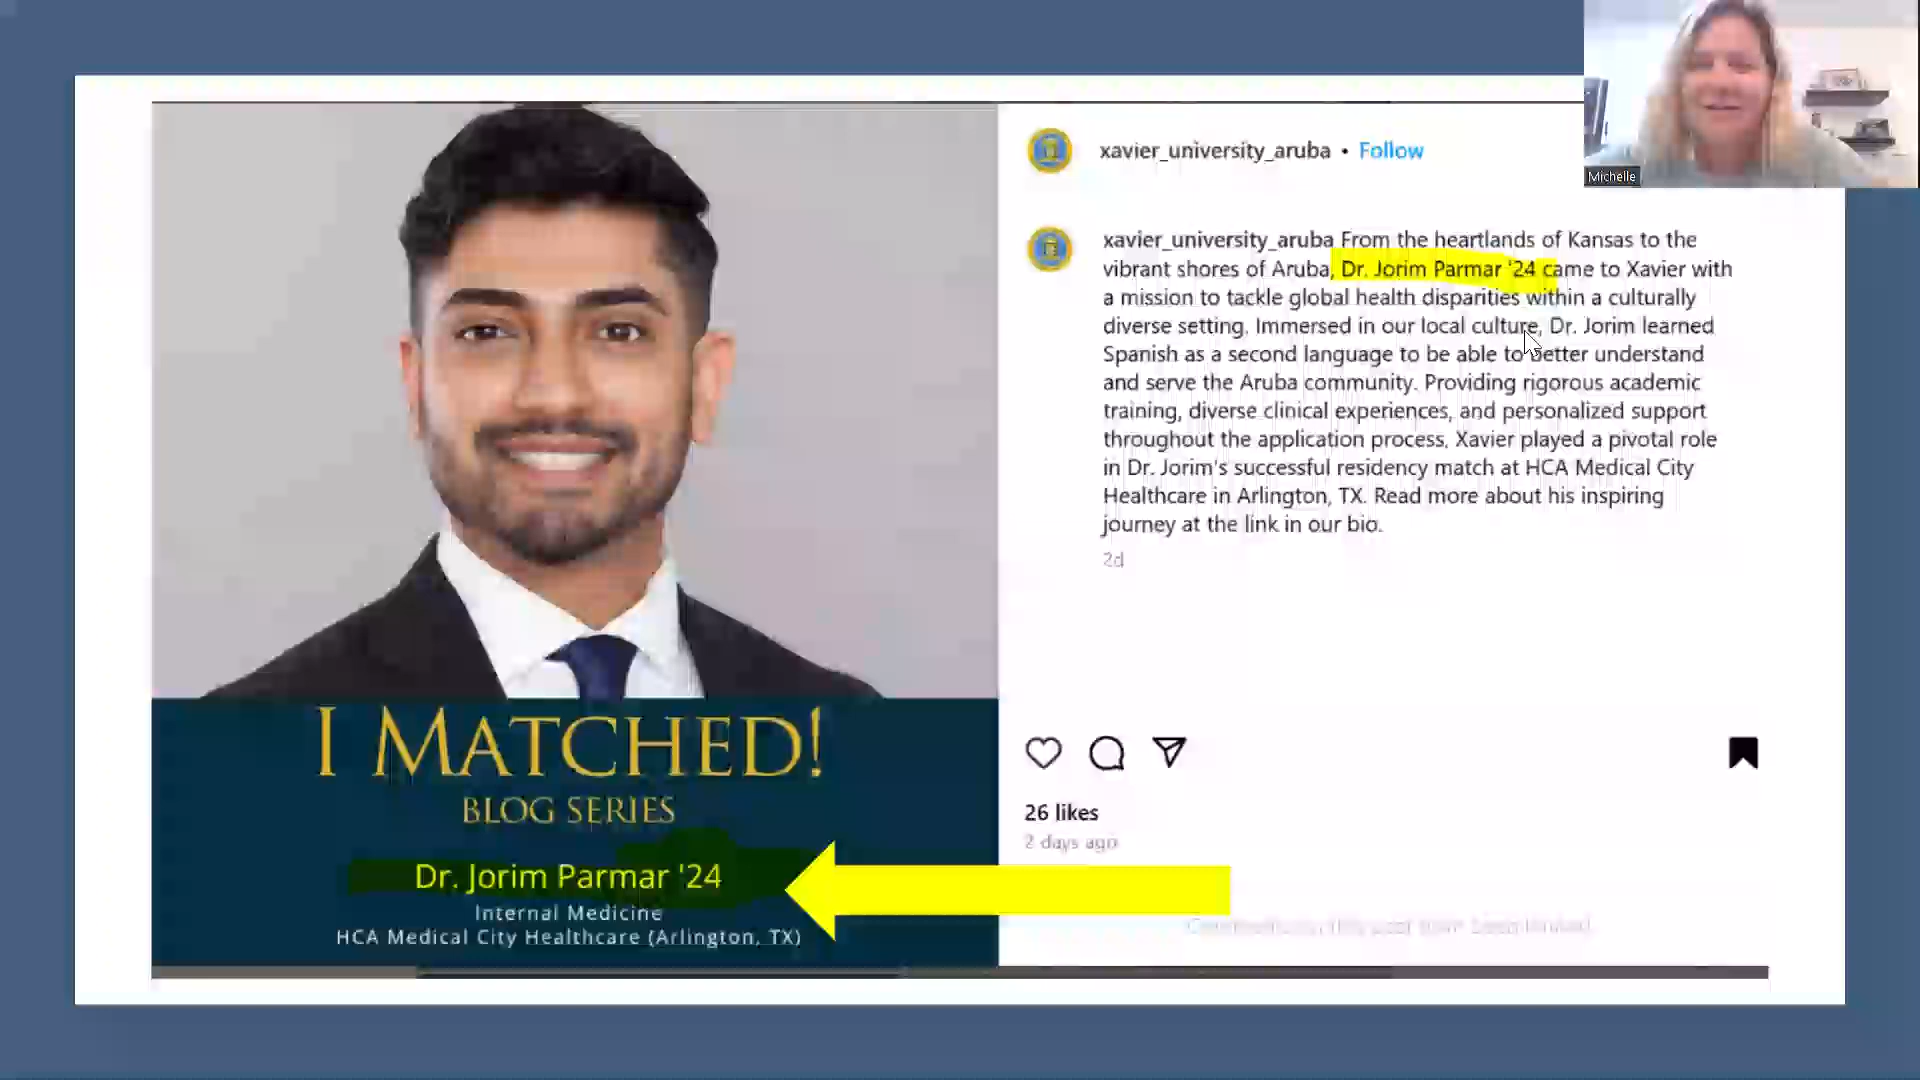 xavier_university_aruba • Follow
Michelle
xavier_university_aruba From the heartlands of Kansas to the
vibrant shores of Aruba, Dr. Jorim Parmar '24 came to Xavier with
a mission to tackle global health disparities within a culturally
diverse setting. Immersed in our local culture, Dr. Jorim learned
Spanish as a second language to be able to better understand
and serve the Aruba community. Providing rigorous academic
training, diverse clinical experiences, and personalized support
throughout the application process, Xavier played a pivotal role
in Dr. Jorim's successful residency match at HCA Medical City
Healthcare in Arlington, TX. Read more about his inspiring
journey at the link in our bio.
2d
I MATCHED!
BLOG SERIES
Dr. Jorim Parmar '24
Internal Medicine
HCA Medical City Healthcare (Arlington, TX)
26 likes
2 days ago